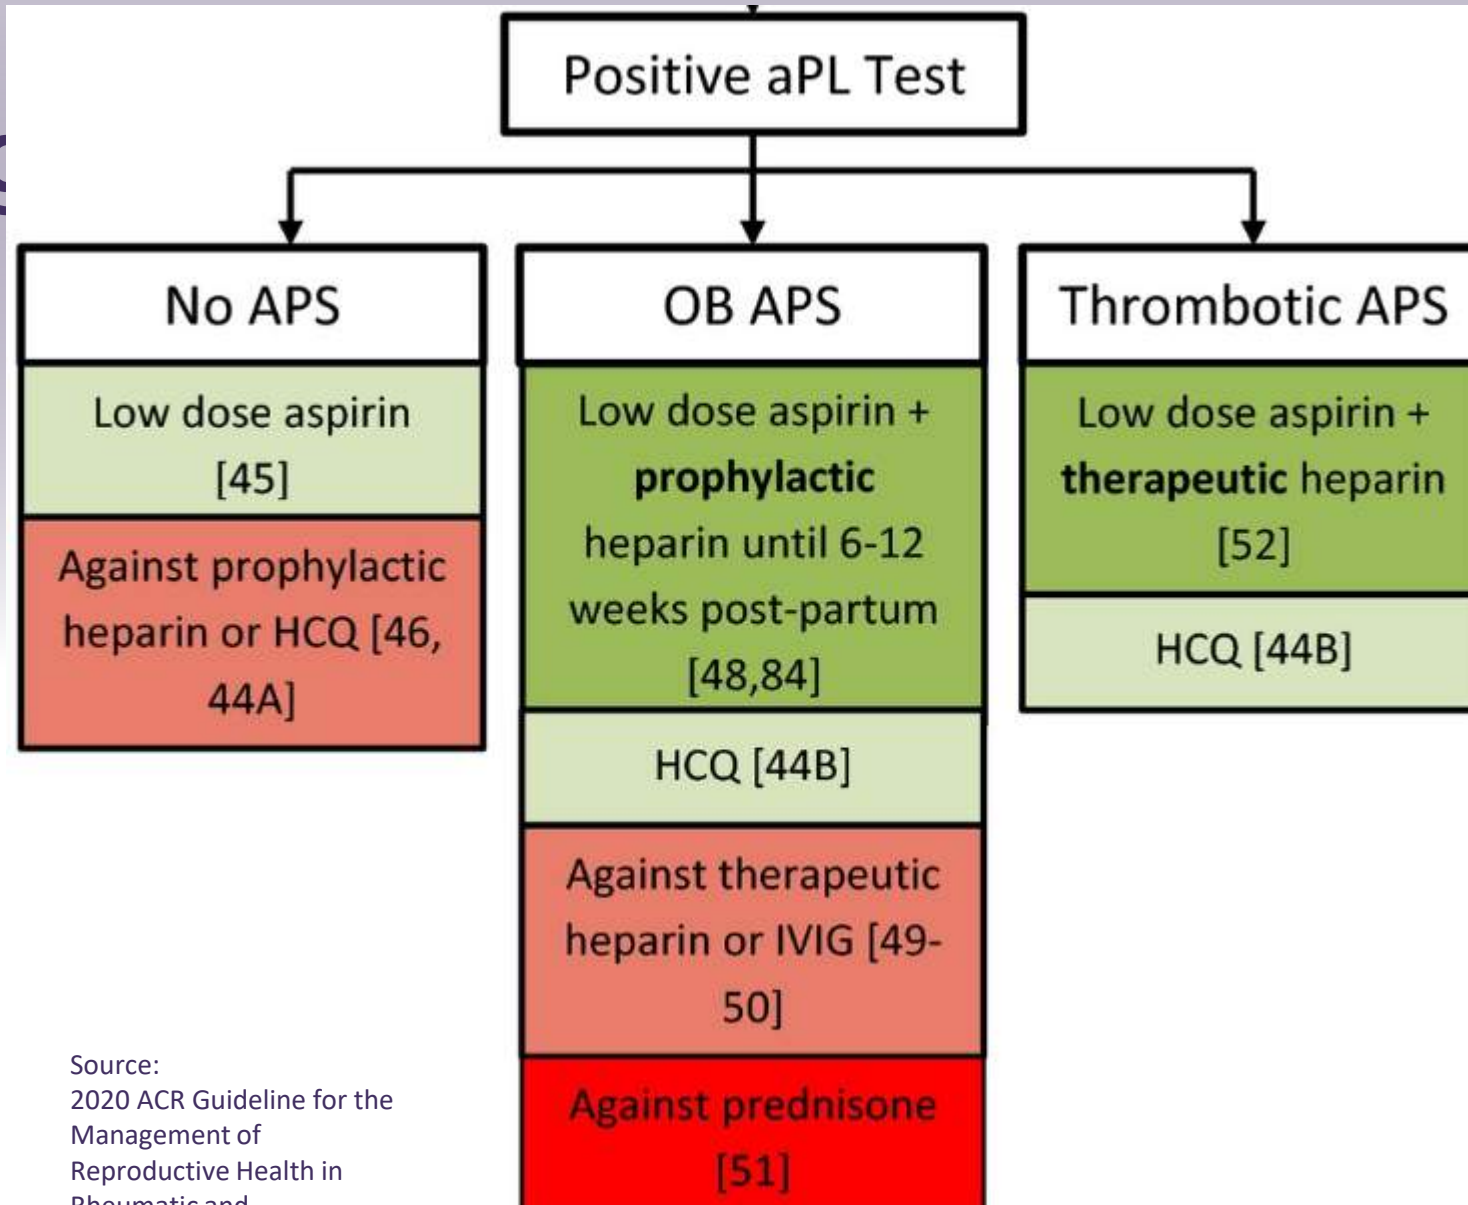 Positive aPL Test
No APS
Low dose aspirin
[45]
Against prophylactic
heparin or HCQ [46,
44A]
OB APS
Low dose aspirin +
prophylactic
heparin until 6-12
weeks post-partum
[48,84]
HCQ [44B]
Against therapeutic
heparin or IVIG [49-
50]
Against prednisone
[51]
Thrombotic APS
Low dose aspirin +
therapeutic heparin
[52]
HCQ [44B]
Source:
2020 ACR Guideline for the
Management of
Reproductive Health in
Rheumatic and